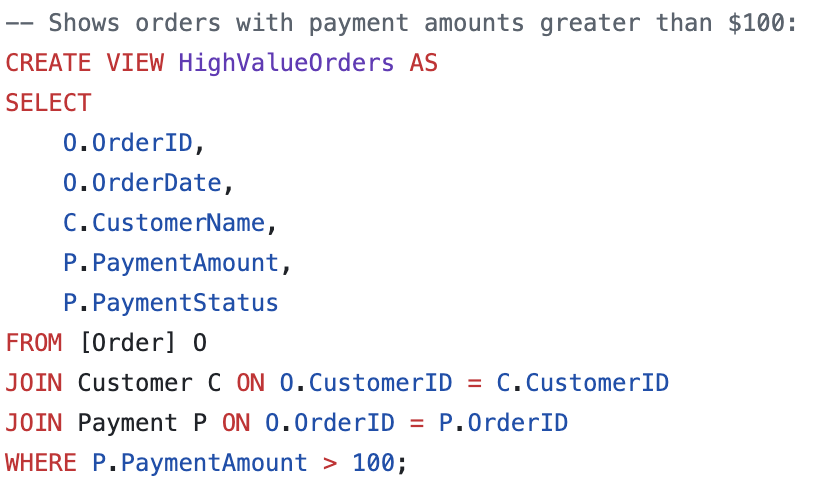 -- Shows orders with payment amounts greater than $100:
CREATE VIEW HighValueOrders AS
SELECT
    O.OrderID,
    O.OrderDate,
    C.CustomerName,
    P.PaymentAmount,
    P.PaymentStatus
FROM [Order] O
JOIN Customer C ON O.CustomerID = C.CustomerID
JOIN Payment P ON O.OrderID = P.OrderID
WHERE P.PaymentAmount > 100;